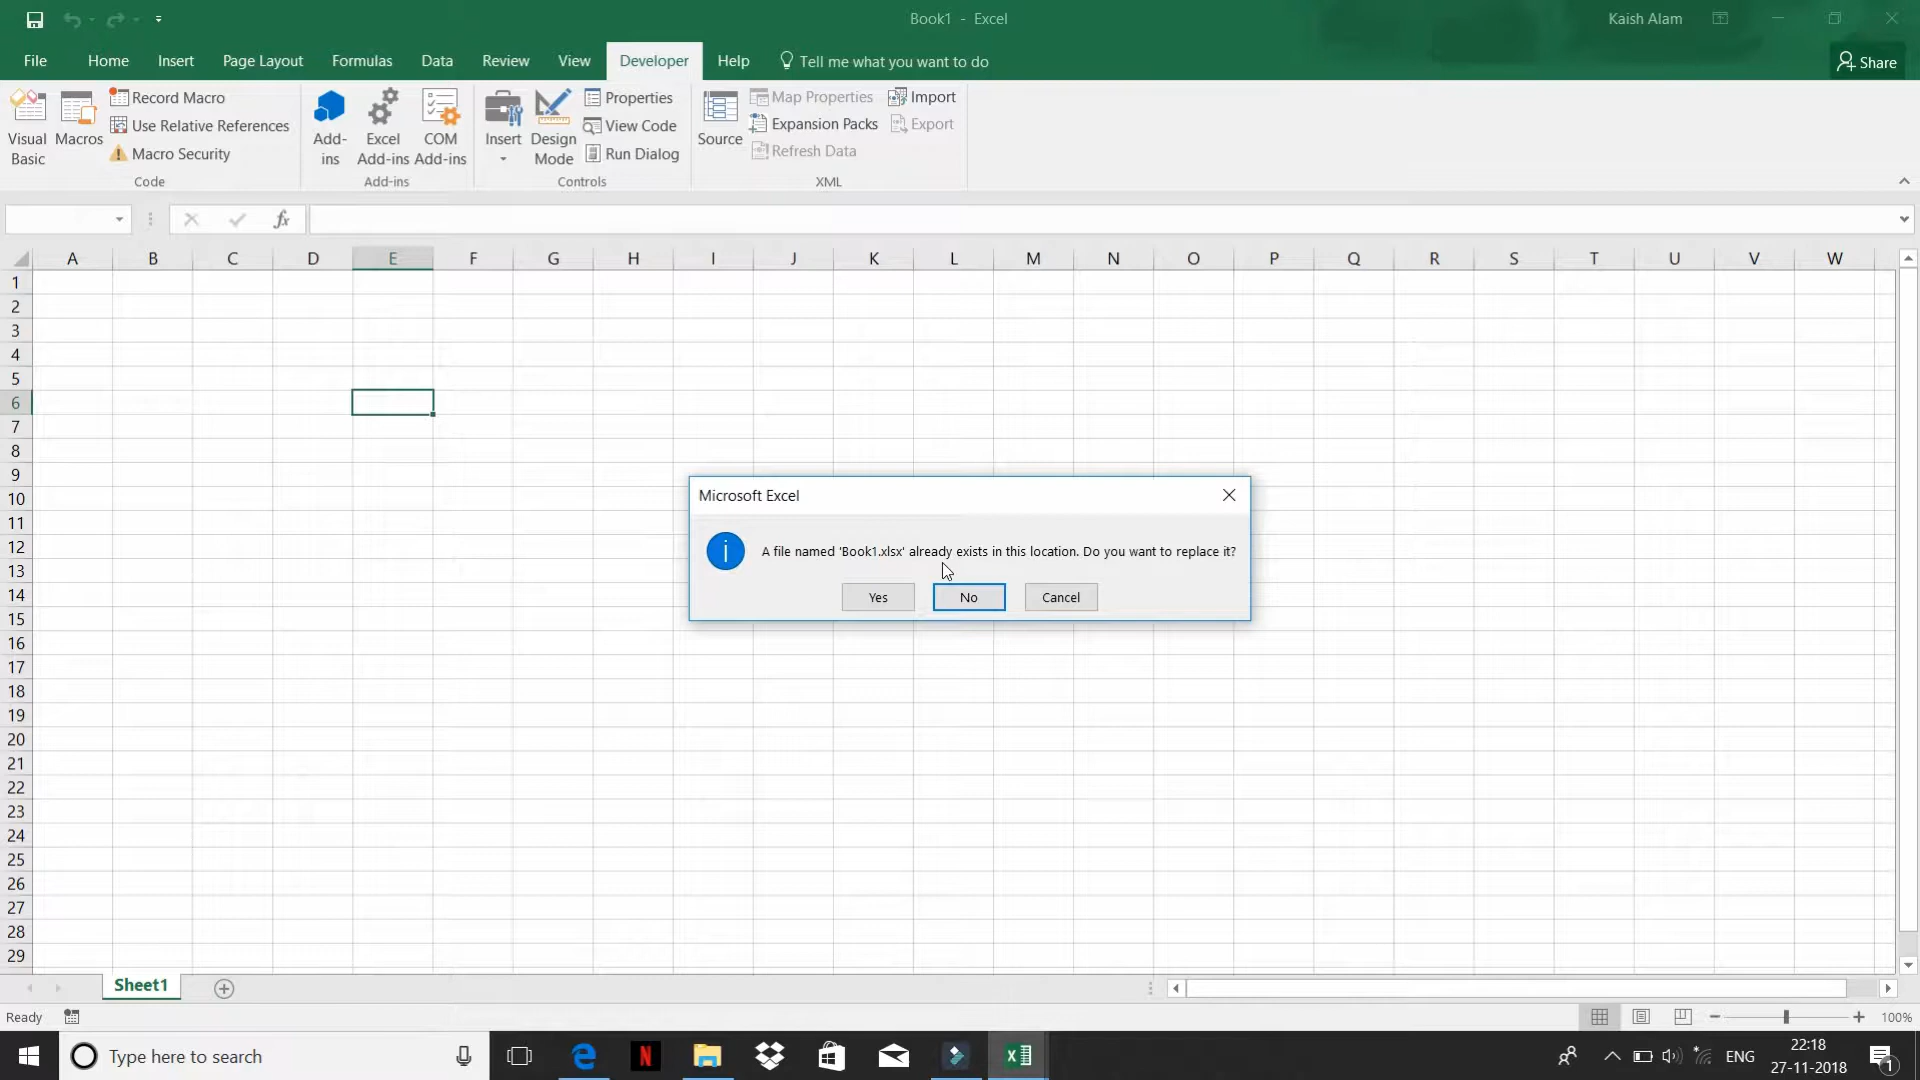 Book1 - Excel
Kaish Alam
File Home Insert Page Layout Formulas Data Review View Developer Help Tell me what you want to do Share
Visual Basic
Macros
Record Macro
Use Relative References
Macro Security
Code
Add-ins
Excel Add-ins
COM Add-ins
Add-ins
Insert
Design Mode
Properties
View Code
Run Dialog
Controls
Source
Map Properties
Expansion Packs
Refresh Data
Import
Export
XML
fx
A B C D E F G H I J K L M N O P Q R S T U V W
1
2
3
4
5
6
7
8
9
10
11
12
13
14
15
16
17
18
19
20
21
22
23
24
25
26
27
28
29
Microsoft Excel
A file named 'Book1.xlsx' already exists in this location. Do you want to replace it?
Yes No Cancel
Sheet1
Ready
100%
Type here to search
ENG
22:18
27-11-2018
1